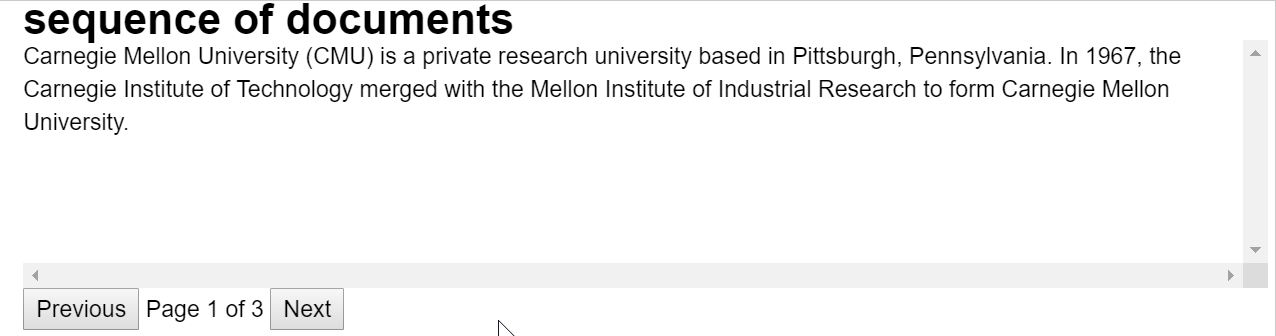 sequence of documents
Carnegie Mellon University (CMU) is a private research university based in Pittsburgh, Pennsylvania. In 1967, the
Carnegie Institute of Technology merged with the Mellon Institute of Industrial Research to form Carnegie Mellon
University.
Previous Page 1 of 3 Next